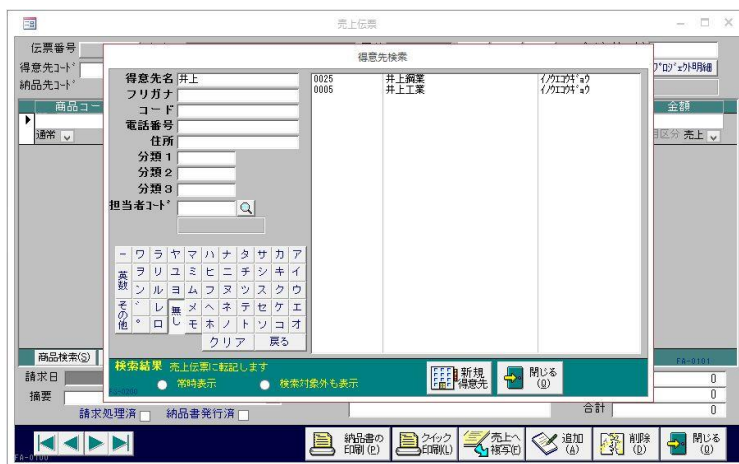 売上伝票
伝票番号
得意先ｺｰﾄﾞ
納品先ｺｰﾄﾞ
ﾌﾟﾛｼﾞｪｸﾄ明細
商品コー
金額
通常
区分 売上
得意先検索
得意先名 井上
フリガナ
コード
電話番号
住所
分類1
分類2
分類3
担当者ｺｰﾄﾞ
0025 井上鋼業 ｲﾉｳｴｺｳｷﾞｮｳ
0005 井上工業 ｲﾉｳｴｺｳｷﾞｮｳ
ー ワ ラ ヤ マ ハ ナ タ サ カ ア
英数 ヲ リ ユ ミ ヒ ニ チ シ キ イ
ン ル ヨ ム フ ヌ ツ ス ク ウ
その他 ゛ レ 無し メ ヘ ネ テ セ ケ エ
゜ ロ モ ホ ノ ト ソ コ オ
クリア 戻る
検索結果 売上伝票に転記します
常時表示 検索対象外も表示
新規得意先
閉じる(Q)
商品検索(S)
FA-0101
請求日
0
摘要
0
請求処理済 納品書発行済
合計 0
納品書の印刷(P)
クイック印刷(L)
売上へ複写(E)
追加(A)
削除(D)
閉じる(Q)
FA-0100